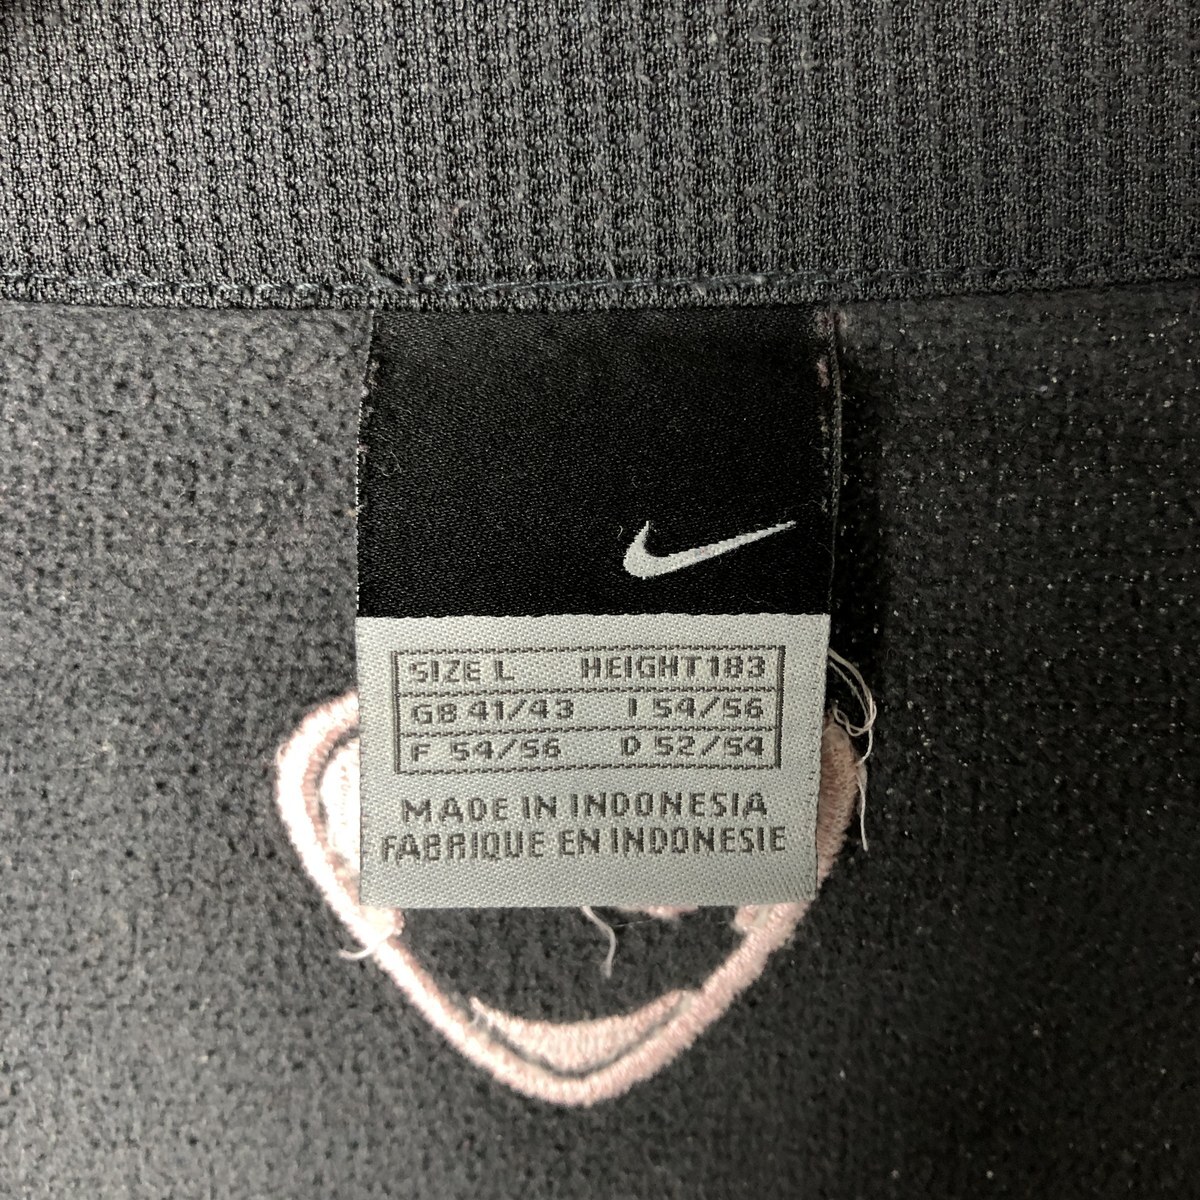 SIZE L HEIGHT 183
GB 41/43 I 54/56
F 54/56 D 52/54
MADE IN INDONESIA
FABRIQUE EN INDONESIE